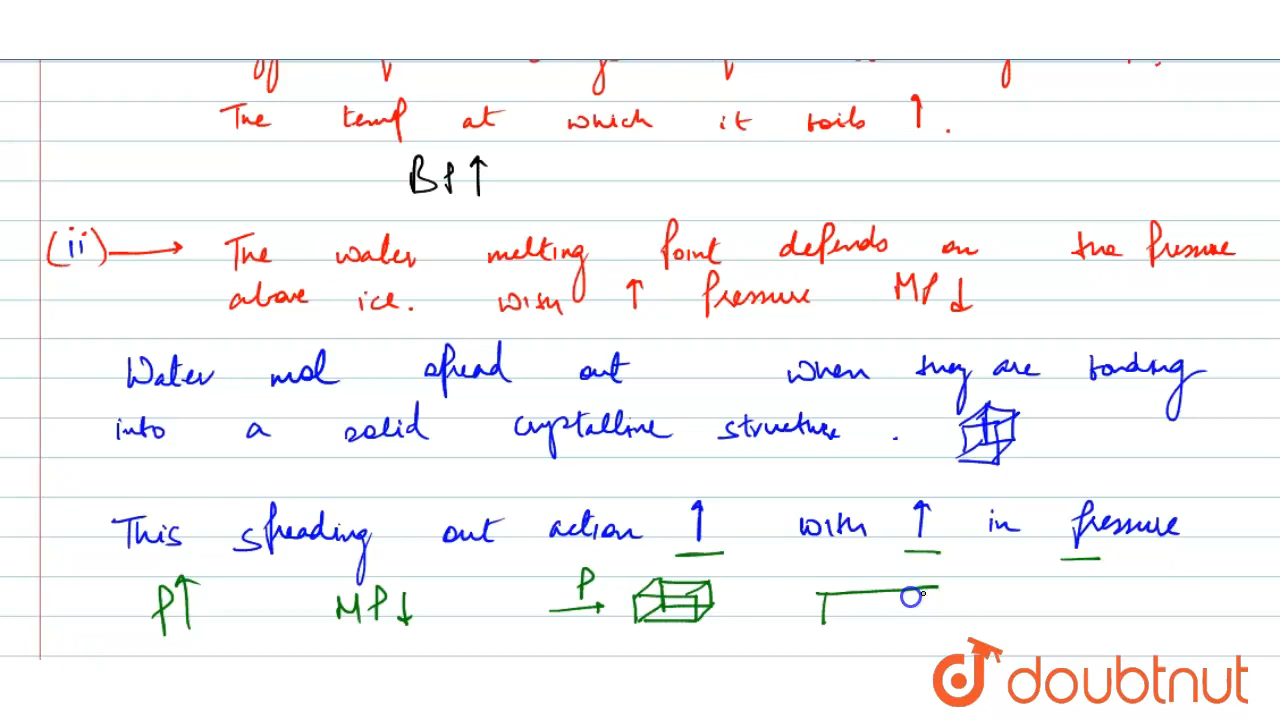 The temp at which it boils ↑.
BP ↑
(ii) → The water melting point depends on the pressure
above ice. with ↑ pressure MP↓
Water mol spread out when they are bonding
into a solid crystalline structure.
This spreading out action ↑ with ↑ in pressure
P↑ MP↓ P →
doubtnut